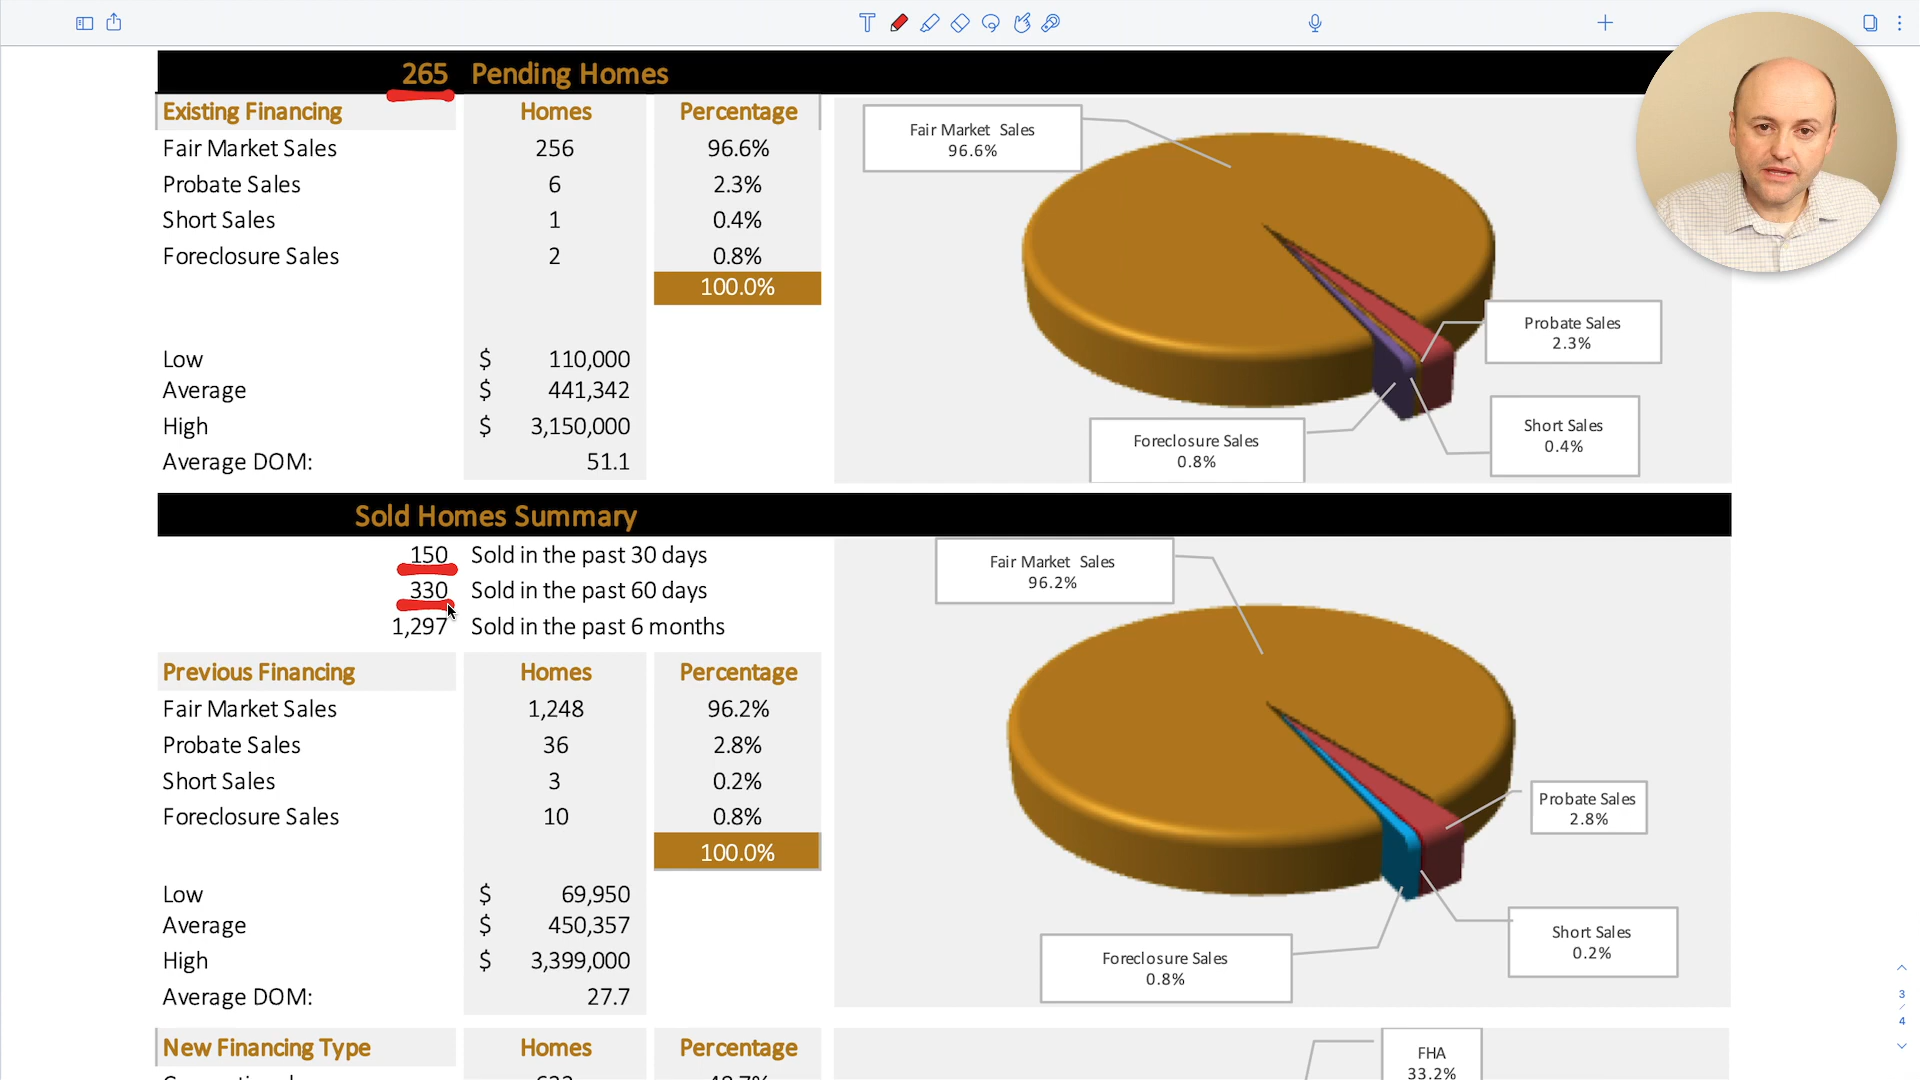 265 Pending Homes
Existing Financing Homes Percentage
Fair Market Sales 256 96.6%
Probate Sales 6 2.3%
Short Sales 1 0.4%
Foreclosure Sales 2 0.8%
100.0%
Low $ 110,000
Average $ 441,342
High $ 3,150,000
Average DOM: 51.1
Fair Market Sales
96.6%
Probate Sales
2.3%
Short Sales
0.4%
Foreclosure Sales
0.8%
Sold Homes Summary
150 Sold in the past 30 days
330 Sold in the past 60 days
1,297 Sold in the past 6 months
Previous Financing Homes Percentage
Fair Market Sales 1,248 96.2%
Probate Sales 36 2.8%
Short Sales 3 0.2%
Foreclosure Sales 10 0.8%
100.0%
Low $ 69,950
Average $ 450,357
High $ 3,399,000
Average DOM: 27.7
Fair Market Sales
96.2%
Probate Sales
2.8%
Short Sales
0.2%
Foreclosure Sales
0.8%
New Financing Type Homes Percentage
FHA
33.2%
3
/
4